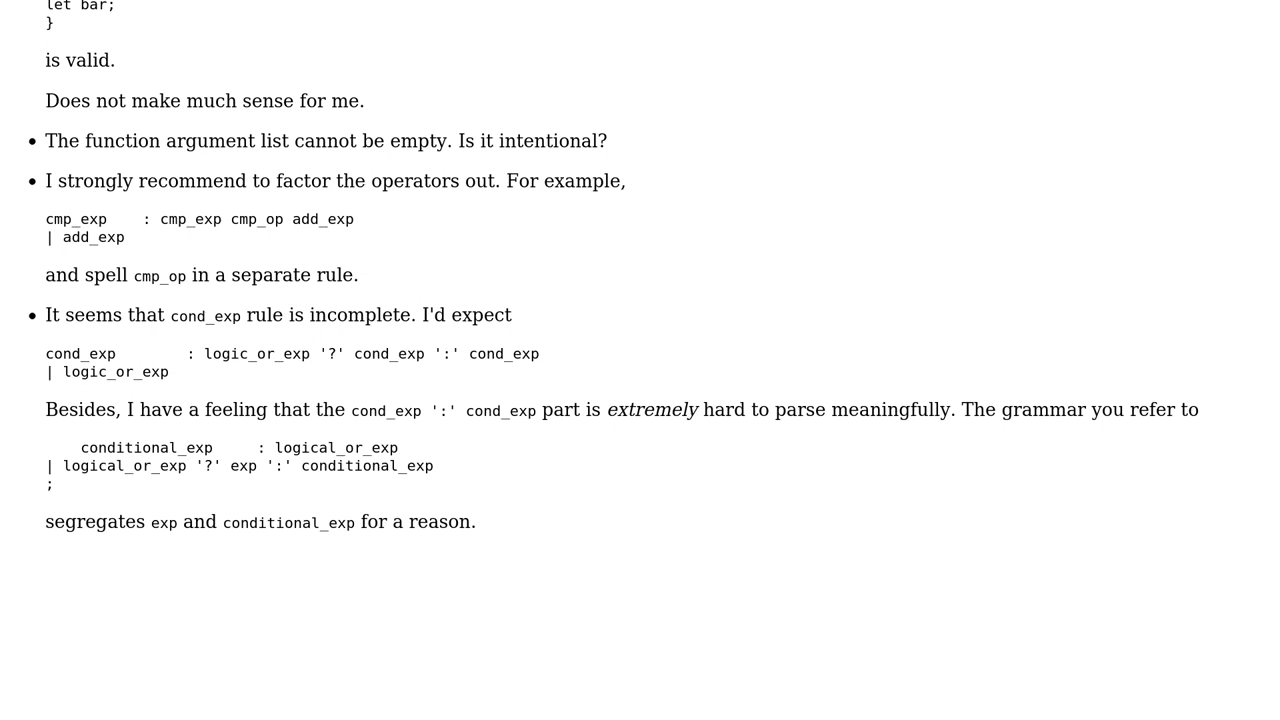 let bar;
}
is valid.
Does not make much sense for me.
• The function argument list cannot be empty. Is it intentional?
• I strongly recommend to factor the operators out. For example,
cmp_exp    : cmp_exp cmp_op add_exp
| add_exp
and spell cmp_op in a separate rule.
• It seems that cond_exp rule is incomplete. I'd expect
cond_exp        : logic_or_exp '?' cond_exp ':' cond_exp
| logic_or_exp
Besides, I have a feeling that the cond_exp ':' cond_exp part is extremely hard to parse meaningfully. The grammar you refer to
    conditional_exp     : logical_or_exp
| logical_or_exp '?' exp ':' conditional_exp
;
segregates exp and conditional_exp for a reason.